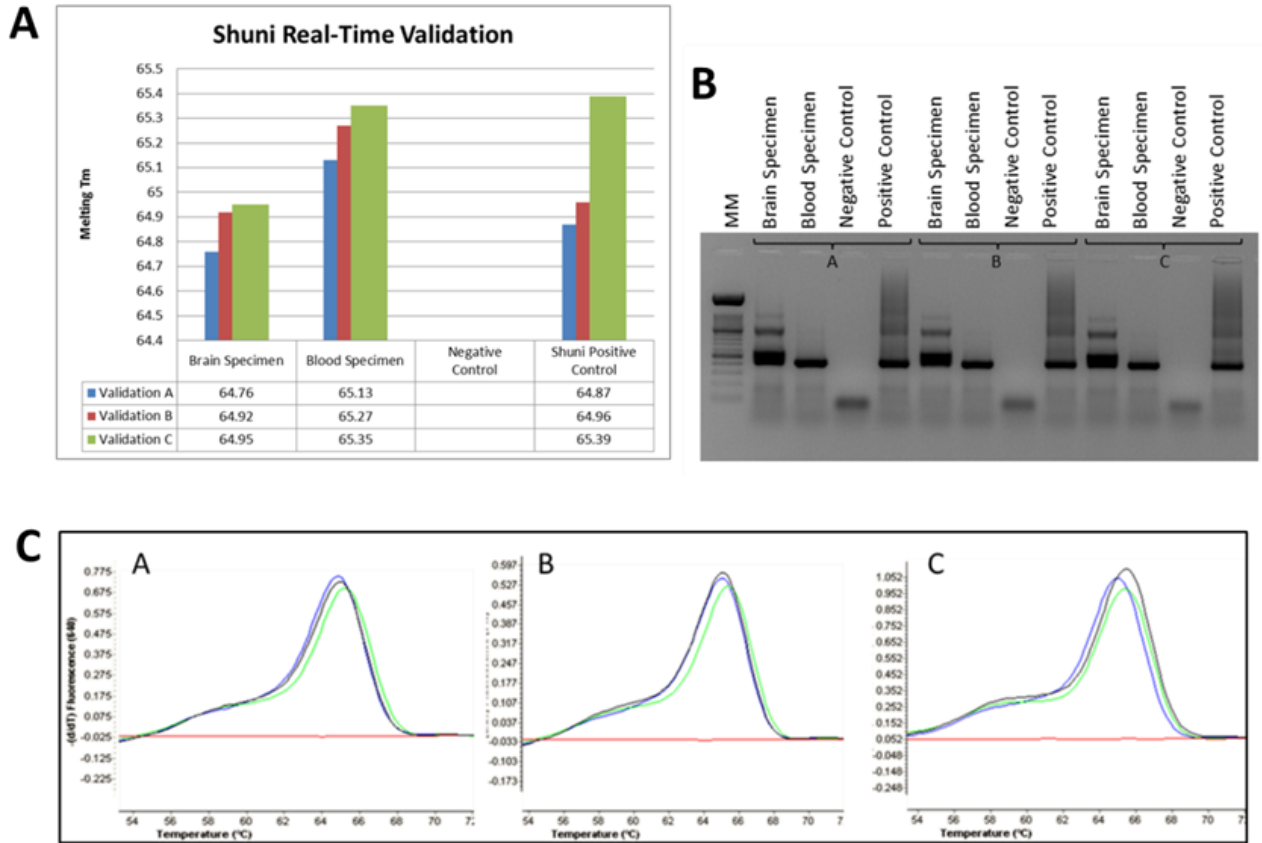 A
Shuni Real-Time Validation
Melting Tm
65.5
65.4
65.3
65.2
65.1
65
64.9
64.8
64.7
64.6
64.5
64.4
Brain Specimen Blood Specimen Negative Control Shuni Positive Control
Validation A 64.76 65.13 64.87
Validation B 64.92 65.27 64.96
Validation C 64.95 65.35 65.39
B
MM
Brain Specimen
Blood Specimen
Negative Control
Positive Control
Brain Specimen
Blood Specimen
Negative Control
Positive Control
Brain Specimen
Blood Specimen
Negative Control
Positive Control
A B C
C
A
-(d/dT) Fluorescence (640)
0.775
0.675
0.575
0.475
0.375
0.275
0.175
0.075
-0.025
-0.125
-0.225
54 56 58 60 62 64 66 68 70
Temperature (°C)
B
0.597
0.527
0.457
0.387
0.317
0.247
0.177
0.107
0.037
-0.033
-0.103
-0.173
54 56 58 60 62 64 66 68 70 72
Temperature (°C)
C
1.052
0.952
0.852
0.752
0.652
0.552
0.452
0.352
0.252
0.152
0.052
-0.048
-0.148
-0.248
54 56 58 60 62 64 66 68 70
Temperature (°C)